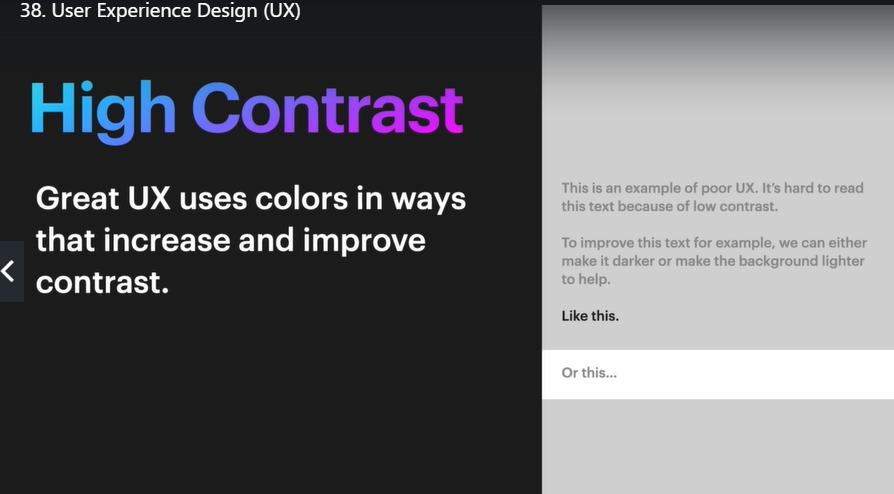 38. User Experience Design (UX)
High Contrast
Great UX uses colors in ways
that increase and improve
contrast.
This is an example of poor UX. It’s hard to read
this text because of low contrast.
To improve this text for example, we can either
make it darker or make the background lighter
to help.
Like this.
Or this...